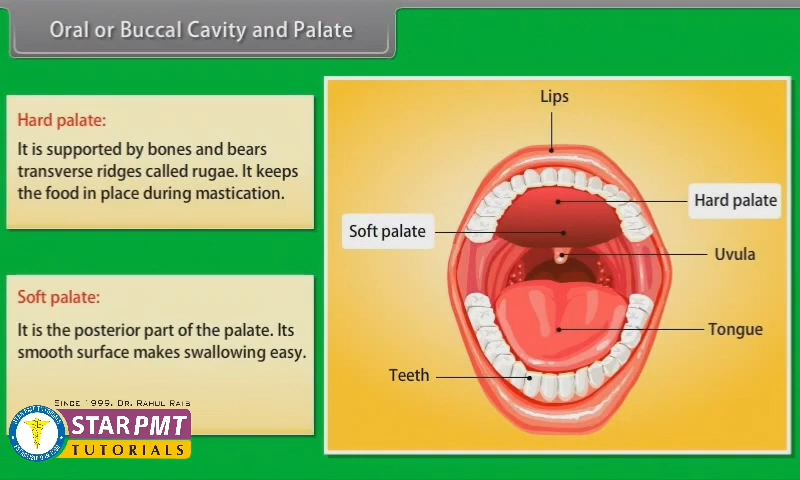 Oral or Buccal Cavity and Palate
Hard palate:
It is supported by bones and bears
transverse ridges called rugae. It keeps
the food in place during mastication.
Soft palate:
It is the posterior part of the palate. Its
smooth surface makes swallowing easy.
Lips
Hard palate
Soft palate
Uvula
Tongue
Teeth
SINCE 1999, DR. RAHUL RAIS
STAR PMT
TUTORIALS